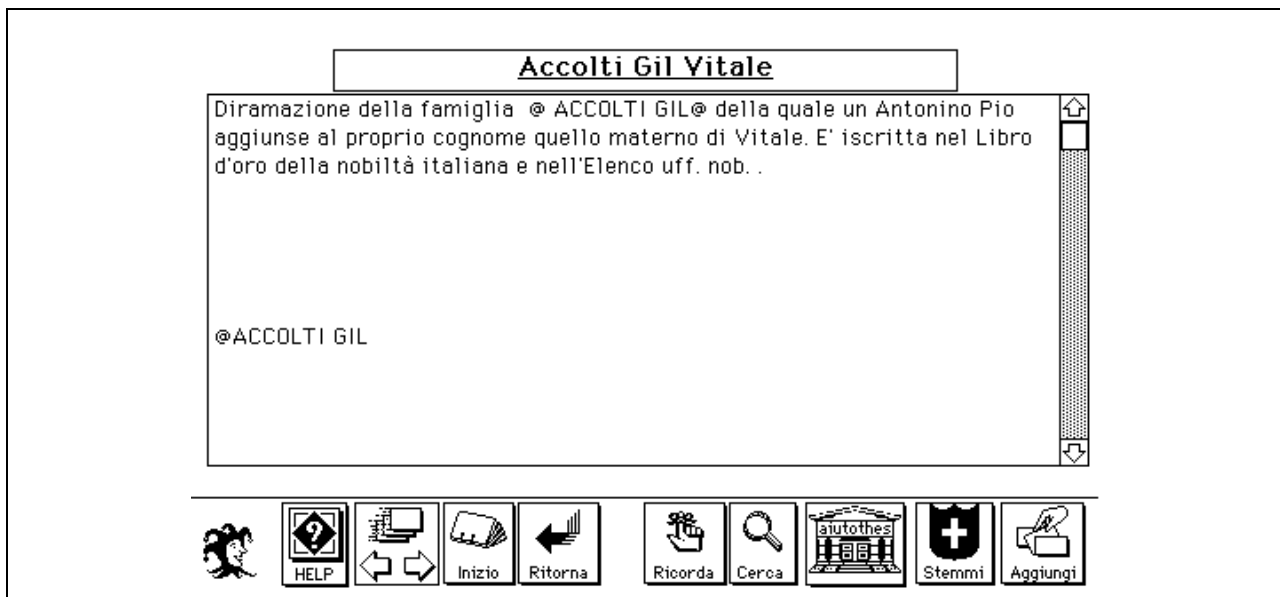 Accolti Gil Vitale
Diramazione della famiglia @ ACCOLTI GIL@ della quale un Antonino Pio
aggiunse al proprio cognome quello materno di Vitale. E' iscritta nel Libro
d'oro della nobiltà italiana e nell'Elenco uff. nob. .
@ACCOLTI GIL
?
aiutothes
HELP
Inizio
Ritorna
Ricorda
Cerca
Stemmi
Aggiungi